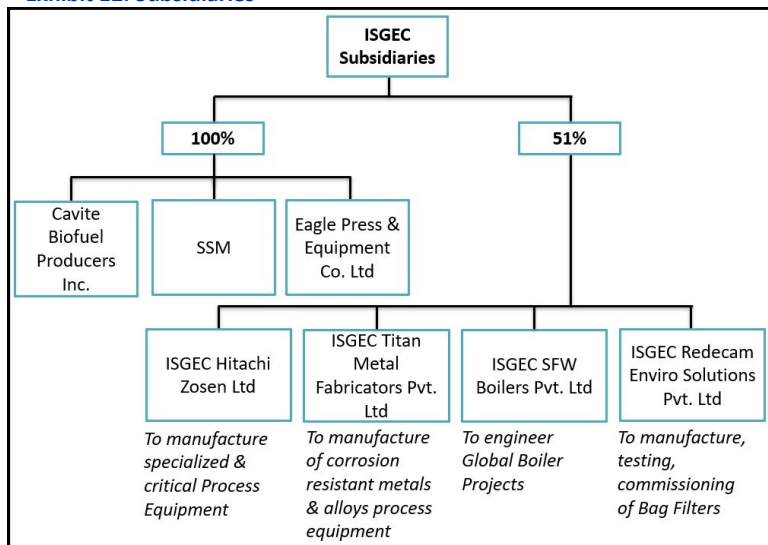 Exhibit 22: Subsidiaries
ISGEC
Subsidiaries
100%
51%
Cavite
Biofuel
Producers
Inc.
SSM
Eagle Press &
Equipment
Co. Ltd
ISGEC Hitachi
Zosen Ltd
ISGEC Titan
Metal
Fabricators Pvt.
Ltd
ISGEC SFW
Boilers Pvt. Ltd
ISGEC Redecam
Enviro Solutions
Pvt. Ltd
To manufacture
specialized &
critical Process
Equipment
To manufacture
of corrosion
resistant metals
& alloys process
equipment
To engineer
Global Boiler
Projects
To manufacture,
testing,
commissioning
of Bag Filters